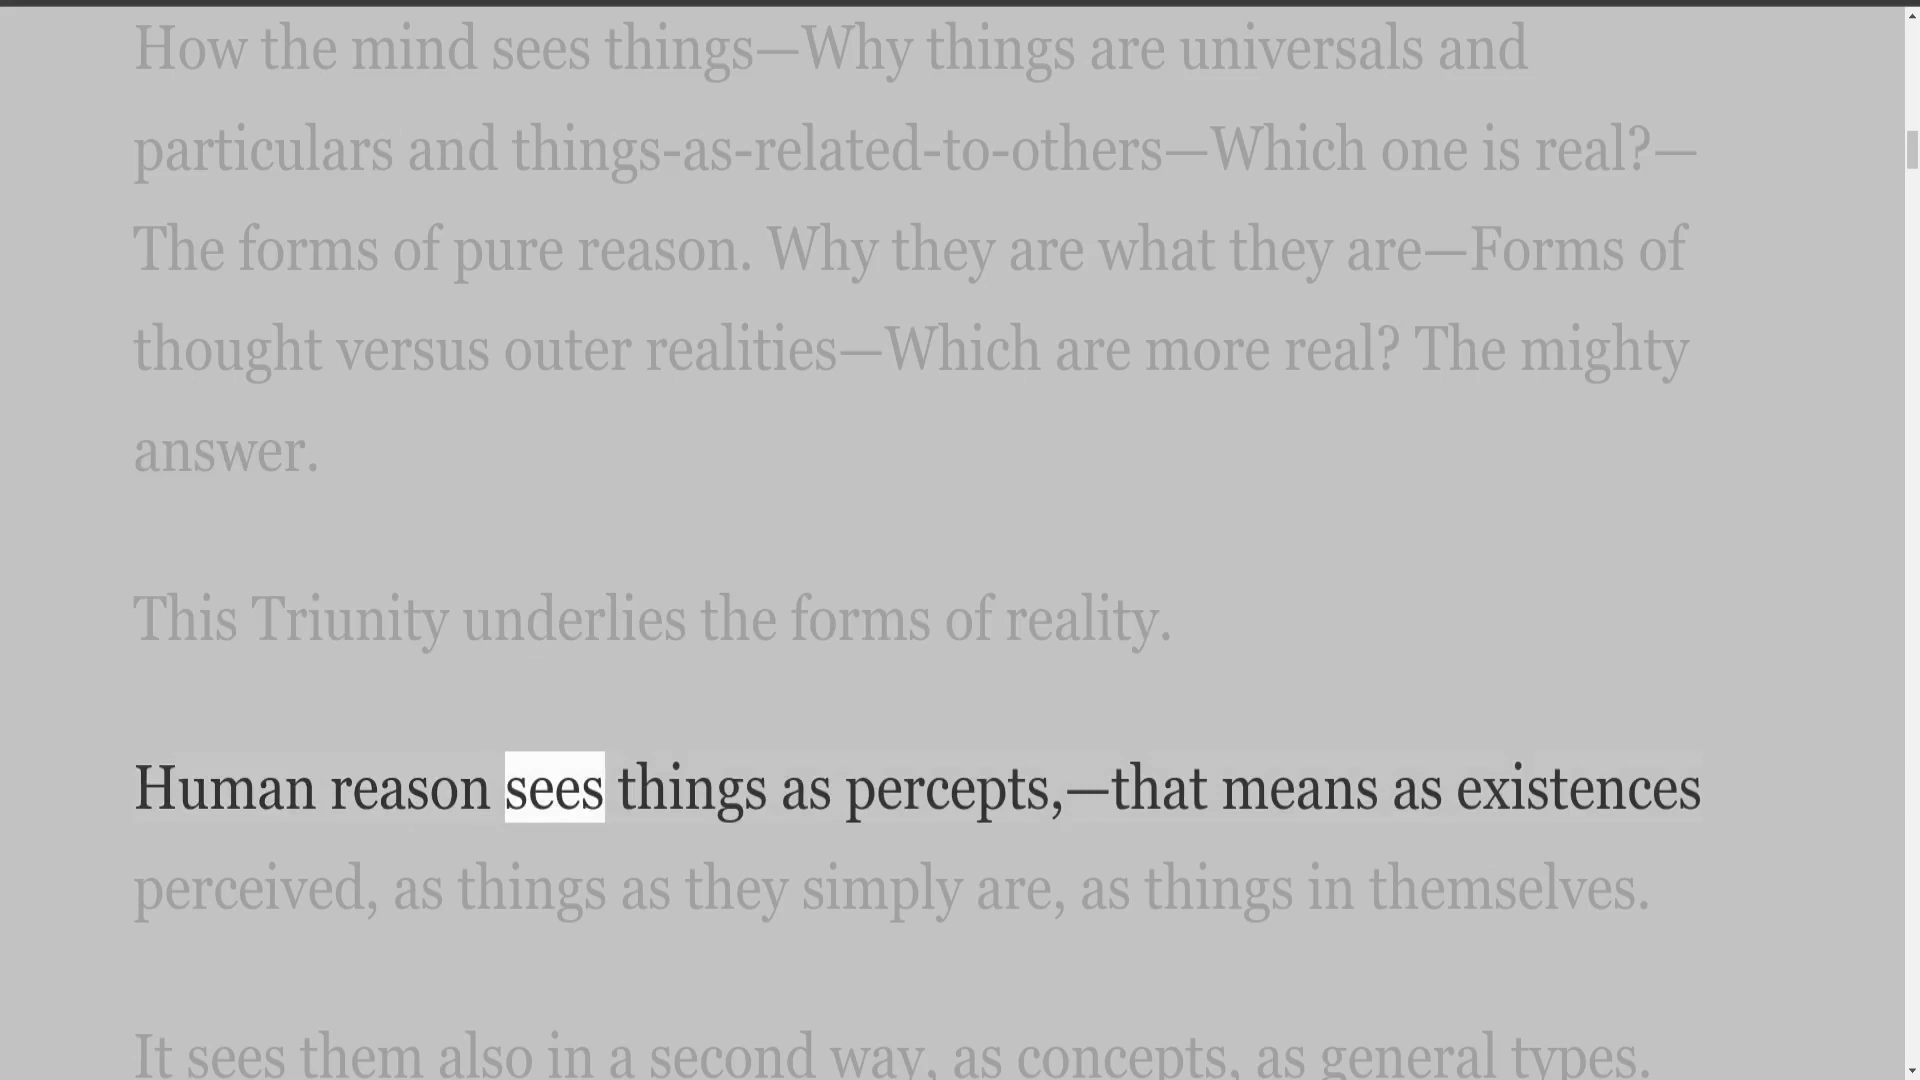 How the mind sees things—Why things are universals and
particulars and things-as-related-to-others—Which one is real?—
The forms of pure reason. Why they are what they are—Forms of
thought versus outer realities—Which are more real? The mighty
answer.
This Triunity underlies the forms of reality.
Human reason sees things as percepts,—that means as existences
perceived, as things as they simply are, as things in themselves.
It sees them also in a second way, as concepts, as general types.